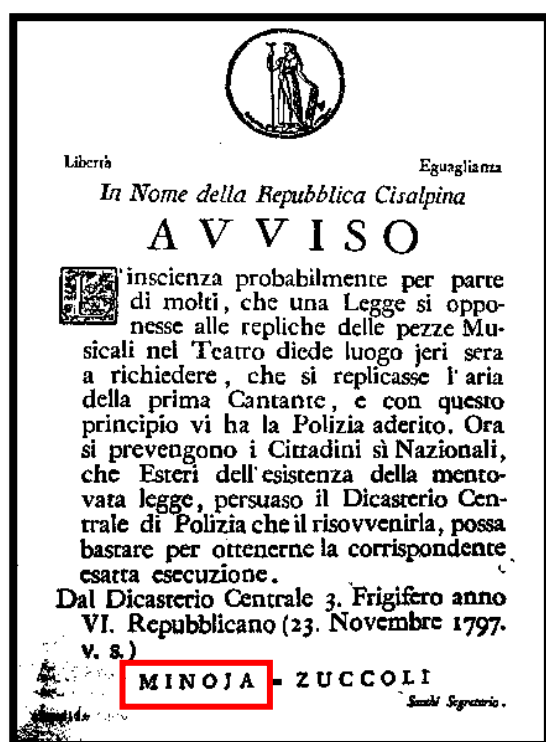 Libertà Eguaglianza
In Nome della Repubblica Cisalpina
AVVISO
L'inscienza probabilmente per parte
di molti, che una Legge si oppo-
nesse alle repliche delle pezze Mu-
sicali nel Teatro diede luogo jeri sera
a richiedere, che si replicasse l'aria
della prima Cantante, e con questo
principio vi ha la Polizia aderito. Ora
si prevengono i Cittadini sì Nazionali,
che Esteri dell'esistenza della mento-
vata legge, persuaso il Dicasterio Cen-
trale di Polizia che il risovvenirla, possa
bastare per ottenerne la corrispondente
esatta esecuzione.
Dal Dicasterio Centrale 3. Frigifero anno
VI. Repubblicano (23. Novembre 1797.
v. s.)
MINOJA - ZUCCOLI
Segretario.